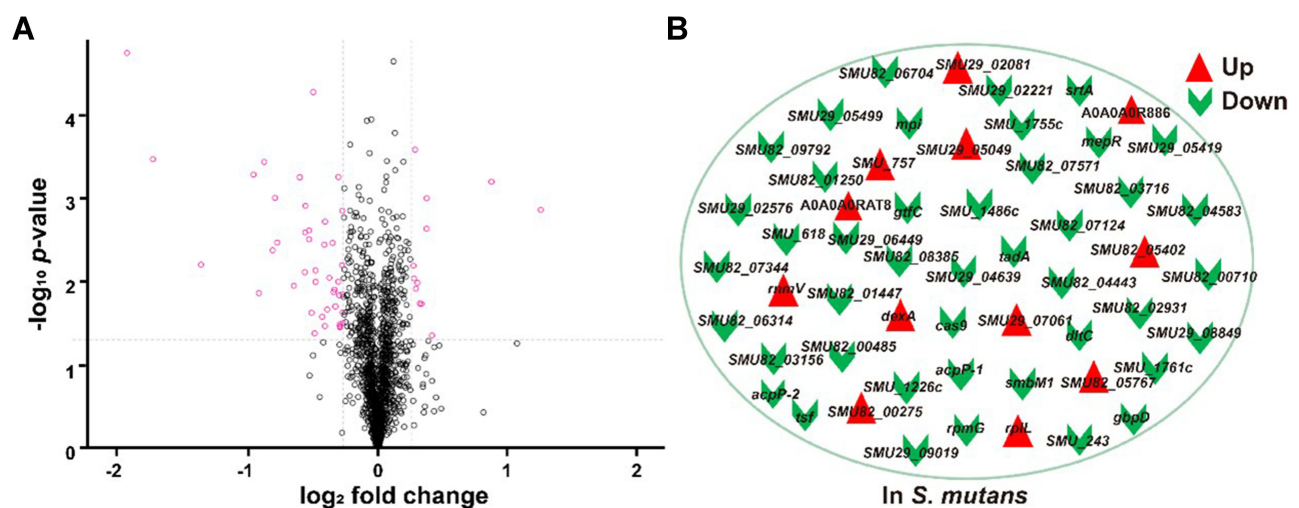 A
-log₁₀ p-value
4
3
2
1
0
-2
-1
0
1
2
log₂ fold change
B
Up
Down
SMU82_06704
SMU29_02081
SMU29_02221
srtA
A0A0A0R886
SMU29_05499
mpi
SMU_1755c
mepR
SMU29_05419
SMU82_09792
SMU_757
SMU29_05049
SMU82_07571
SMU82_01250
SMU82_03716
SMU29_02576
A0A0A0RAT8
gtfC
SMU_1486c
SMU82_07124
SMU82_04583
SMU_618
SMU29_06449
SMU82_08385
tadA
SMU82_05402
SMU82_07344
SMU29_04639
SMU82_04443
SMU82_00710
rnmV
SMU82_01447
SMU82_06314
dexA
cas9
SMU29_07061
dltC
SMU82_02931
SMU29_08849
SMU82_03156
SMU82_00485
acpP-1
smbM1
SMU82_05767
SMU_1761c
acpP-2
SMU_1226c
tsf
SMU82_00275
rpmG
rplL
SMU_243
gbpD
SMU29_09019
In S. mutans